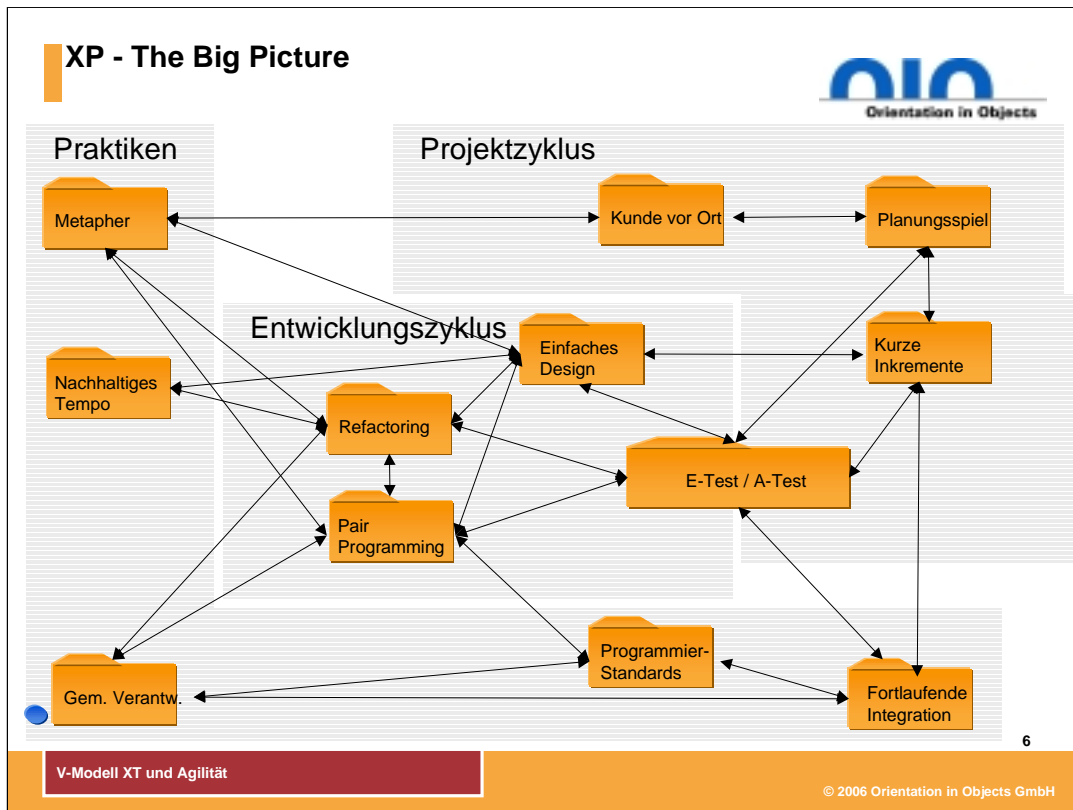 XP - The Big Picture
OIO
Orientation in Objects
Praktiken
Projektzyklus
Metapher
Kunde vor Ort
Planungsspiel
Entwicklungszyklus
Einfaches
Design
Kurze
Inkremente
Nachhaltiges
Tempo
Refactoring
E-Test / A-Test
Pair
Programming
Programmier-
Standards
Gem. Verantw.
Fortlaufende
Integration
6
V-Modell XT und Agilität
© 2006 Orientation in Objects GmbH